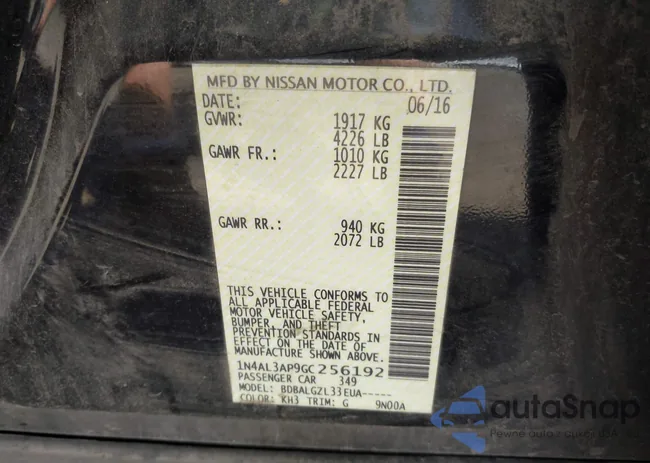 MFD BY NISSAN MOTOR CO., LTD.
DATE: 06/16
GVWR: 1917 KG
4226 LB
GAWR FR.: 1010 KG
2227 LB
GAWR RR.: 940 KG
2072 LB
THIS VEHICLE CONFORMS TO
ALL APPLICABLE FEDERAL
MOTOR VEHICLE SAFETY,
BUMPER, AND THEFT
PREVENTION STANDARDS IN
EFFECT ON THE DATE OF
MANUFACTURE SHOWN ABOVE.
1N4AL3AP9GC256192
PASSENGER CAR 349
MODEL: BDBALGZL33EUA-----
COLOR: KH3 TRIM: G 9N00A
autaSnap
Pewne auto